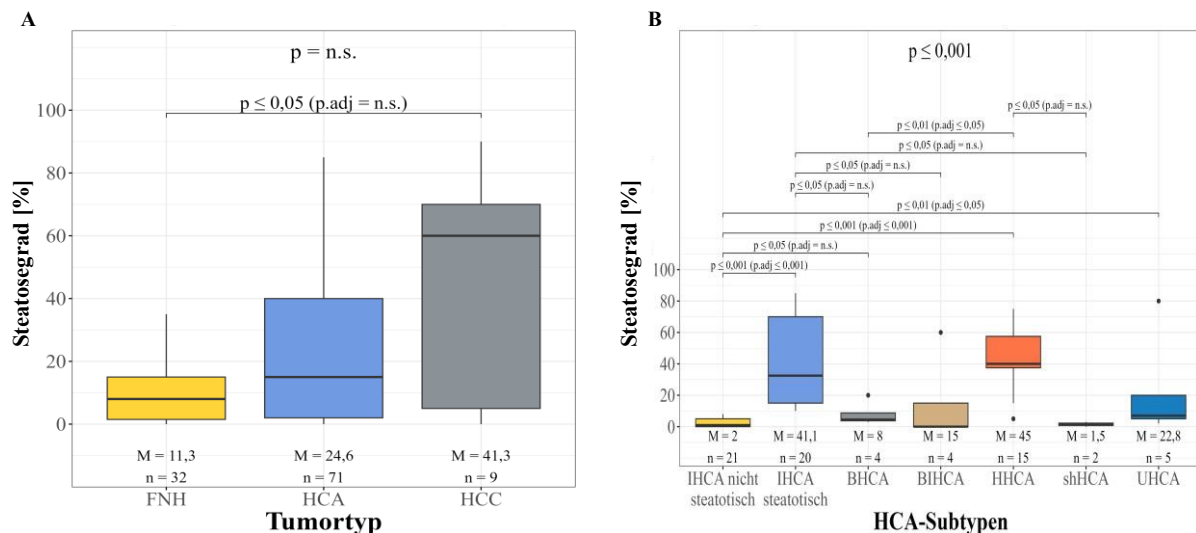 A
p = n.s.
p ≤ 0,05 (p.adj = n.s.)
Steatosegrad [%]
100
80
60
40
20
0
M = 11,3
M = 24,6
M = 41,3
n = 32
n = 71
n = 9
FNH
HCA
HCC
Tumortyp
B
p ≤ 0,001
p ≤ 0,05 (p.adj = n.s.)
p ≤ 0,01 (p.adj ≤ 0,05)
p ≤ 0,05 (p.adj = n.s.)
p ≤ 0,05 (p.adj = n.s.)
p ≤ 0,05 (p.adj = n.s.)
p ≤ 0,01 (p.adj ≤ 0,05)
p ≤ 0,001 (p.adj ≤ 0,001)
p ≤ 0,05 (p.adj = n.s.)
p ≤ 0,001 (p.adj ≤ 0,001)
Steatosegrad [%]
100
80
60
40
20
0
M = 2
M = 41,1
M = 8
M = 15
M = 45
M = 1,5
M = 22,8
n = 21
n = 20
n = 4
n = 4
n = 15
n = 2
n = 5
IHCA nicht
steatotisch
IHCA
steatotisch
BHCA
BIHCA
HHCA
shHCA
UHCA
HCA-Subtypen